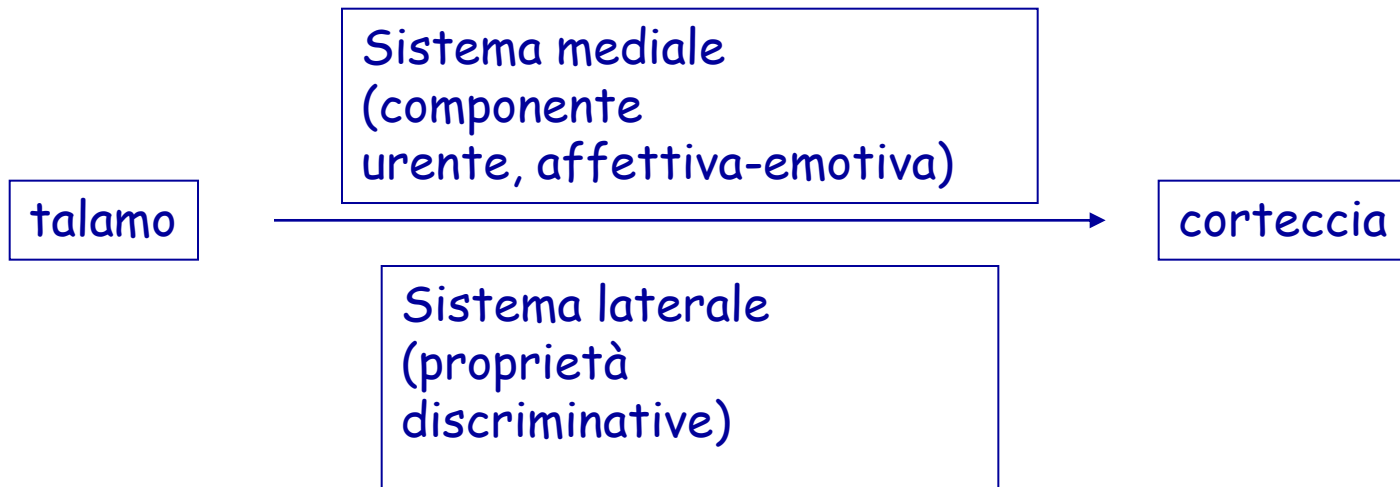 Sistema mediale
(componente
urente, affettiva-emotiva)
talamo
corteccia
Sistema laterale
(proprietà
discriminative)